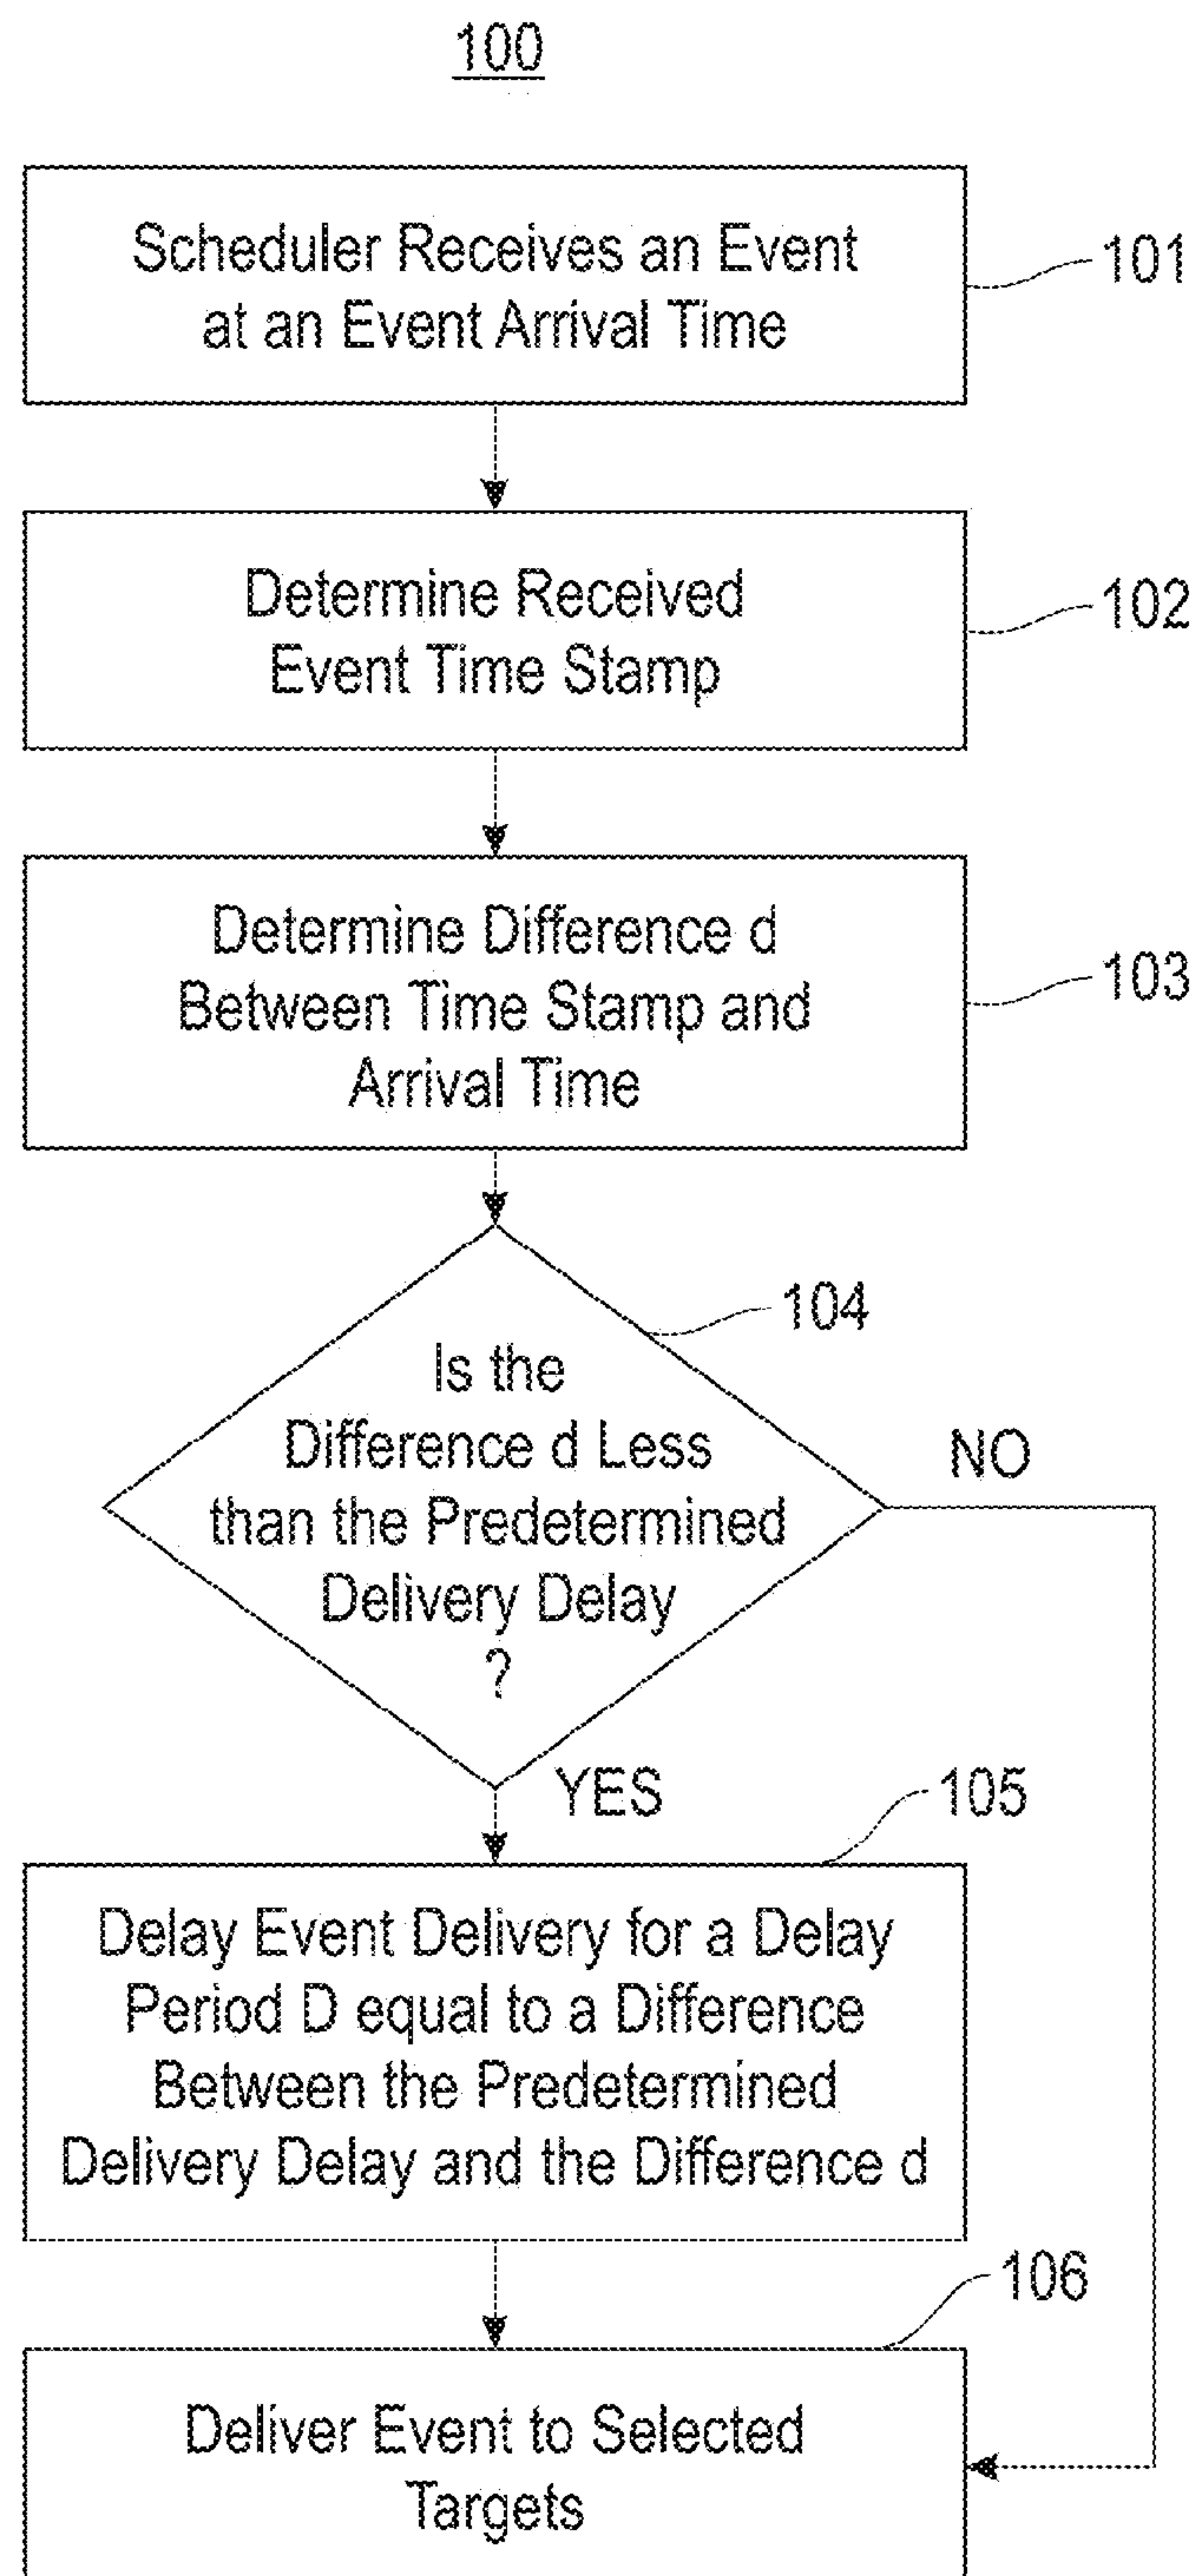 100
Scheduler Receives an Event
at an Event Arrival Time
101
Determine Received
Event Time Stamp
102
Determine Difference d
Between Time Stamp and
Arrival Time
103
104
Is the
Difference d Less
than the Predetermined
Delivery Delay
?
NO
YES
105
Delay Event Delivery for a Delay
Period D equal to a Difference
Between the Predetermined
Delivery Delay and the Difference d
106
Deliver Event to Selected
Targets